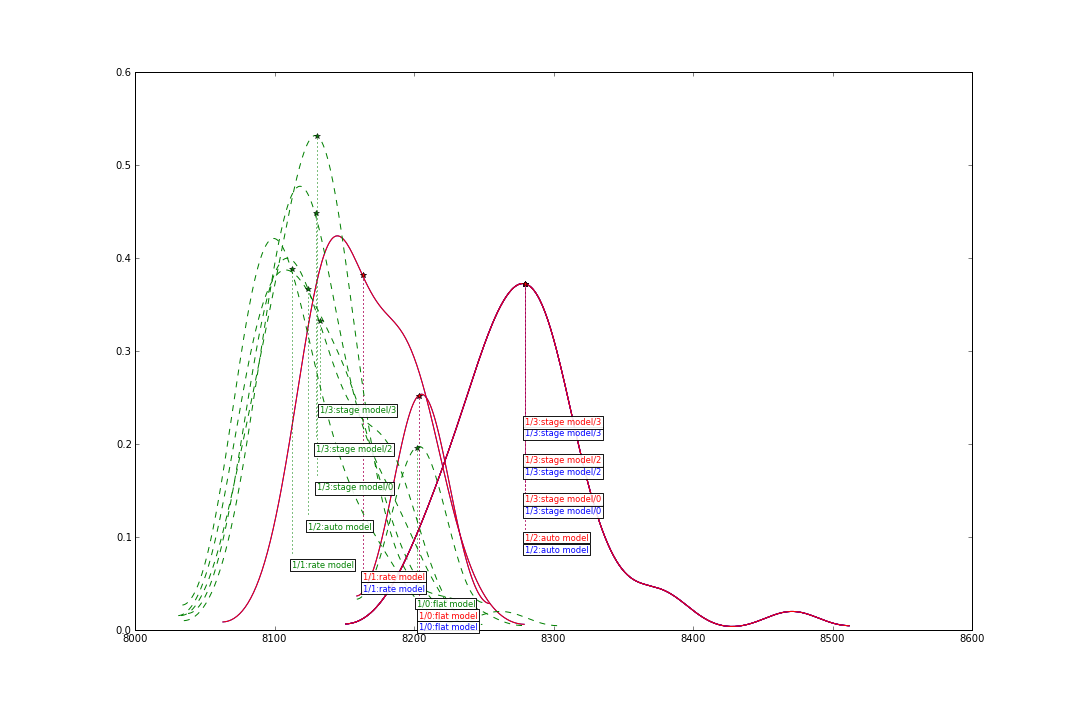 0.6
0.5
0.4
0.3
0.2
0.1
0.0
1/3:stage model/3
1/3:stage model/2
1/3:stage model/0
1/2:auto model
1/1:rate model
1/1:rate model
1/1:rate model
1/0:flat model
1/0:flat model
1/0:flat model
1/3:stage model/3
1/3:stage model/3
1/3:stage model/2
1/3:stage model/2
1/3:stage model/0
1/3:stage model/0
1/2:auto model
1/2:auto model
8000
8100
8200
8300
8400
8500
8600